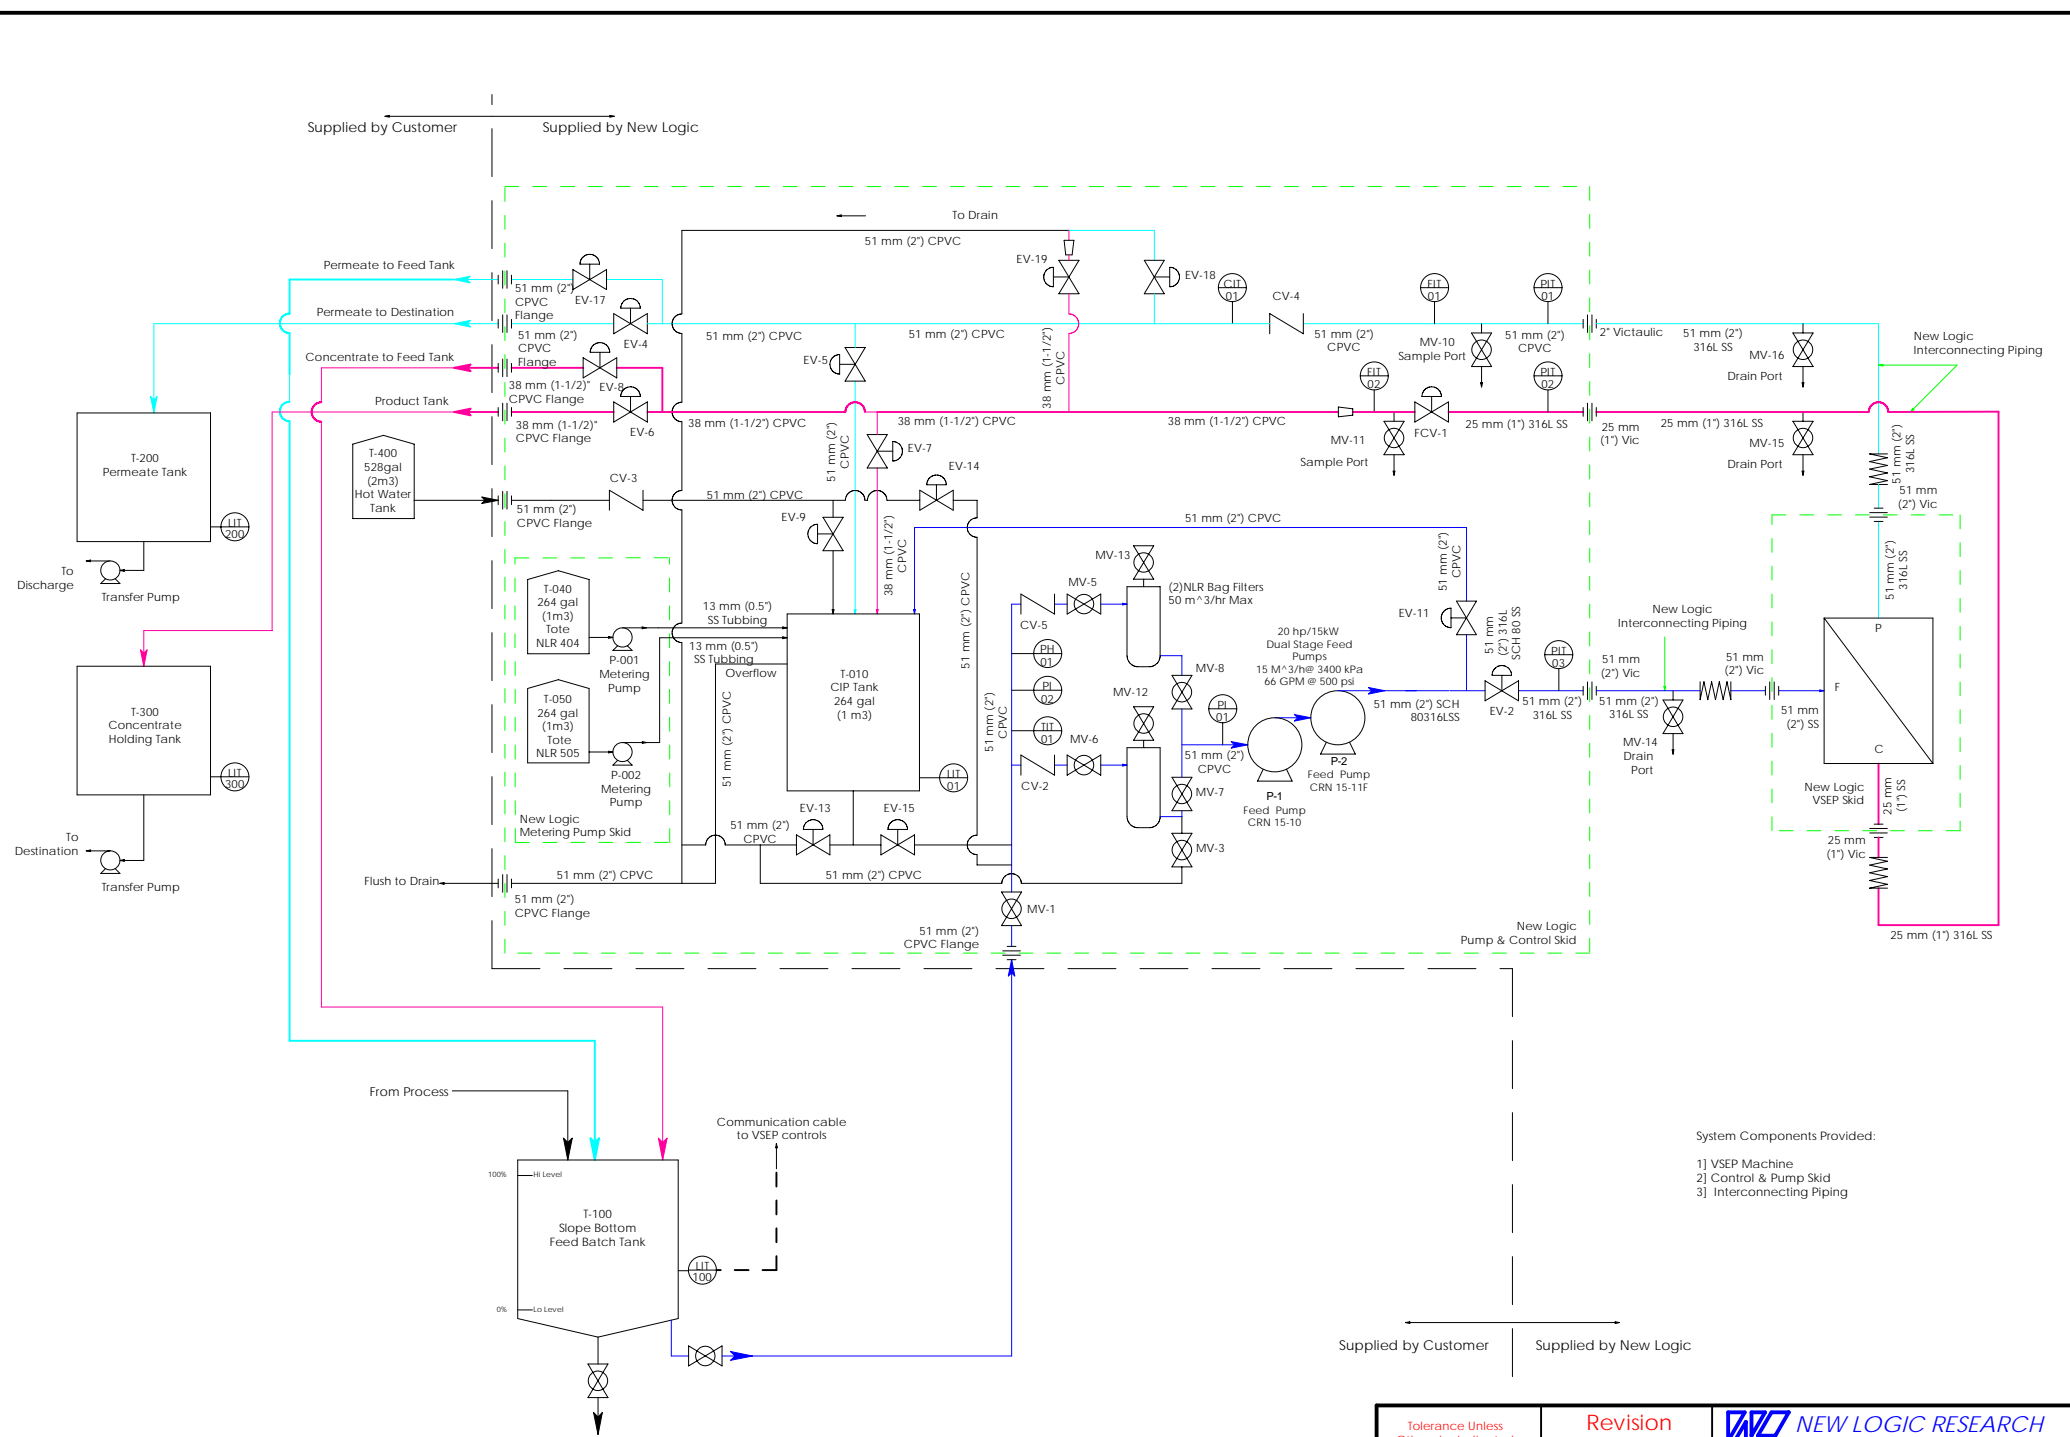 Supplied by Customer
Supplied by New Logic
To Drain
51 mm (2") CPVC
EV-19
EV-18
Permeate to Feed Tank
51 mm (2")
CPVC
Flange
EV-17
CIT
01
CV-4
FIT
01
PIT
01
Permeate to Destination
51 mm (2")
CPVC
Flange
EV-4
51 mm (2") CPVC
51 mm (2") CPVC
51 mm (2")
CPVC
MV-10
Sample Port
51 mm (2")
CPVC
2" Victaulic
51 mm (2")
316L SS
MV-16
Drain Port
New Logic
Interconnecting Piping
EV-5
38 mm (1-1/2")
CPVC
Concentrate to Feed Tank
38 mm (1-1/2)"
CPVC Flange
EV-8
FIT
02
PIT
02
Product Tank
38 mm (1-1/2)"
CPVC Flange
EV-6
38 mm (1-1/2") CPVC
38 mm (1-1/2") CPVC
38 mm (1-1/2") CPVC
MV-11
Sample Port
FCV-1
25 mm (1") 316L SS
25 mm
(1") Vic
25 mm (1") 316L SS
MV-15
Drain Port
51 mm (2")
316L SS
51 mm
(2") Vic
T-200
Permeate Tank
LIT
200
To
Discharge
Transfer Pump
T-400
528gal
(2m3)
Hot Water
Tank
51 mm (2")
CPVC Flange
CV-3
51 mm (2") CPVC
51 mm (2")
CPVC
EV-7
EV-14
EV-9
38 mm (1-1/2")
CPVC
51 mm (2") CPVC
51 mm (2")
CPVC
51 mm (2")
316L SS
T-040
264 gal
(1m3)
Tote
NLR 404
P-001
Metering
Pump
13 mm (0.5")
SS Tubbing
13 mm (0.5")
SS Tubbing
Overflow
T-050
264 gal
(1m3)
Tote
NLR 505
P-002
Metering
Pump
New Logic
Metering Pump Skid
51 mm (2") CPVC
T-010
CIP Tank
264 gal
(1 m3)
LIT
01
51 mm (2") CPVC
51 mm (2")
CPVC
MV-13
MV-5
CV-5
(2)NLR Bag Filters
50 m^3/hr Max
PH
01
PI
02
TIT
01
MV-12
MV-6
CV-2
MV-8
MV-7
MV-3
PI
01
51 mm (2")
CPVC
20 hp/15kW
Dual Stage Feed
Pumps
15 M^3/h@ 3400 kPa
66 GPM @ 500 psi
P-1
Feed Pump
CRN 15-10
P-2
Feed Pump
CRN 15-11F
EV-11
51 mm (2") SCH
80316LSS
51 mm
(2") 316L
SCH 80 SS
EV-2
PIT
03
51 mm (2")
316L SS
New Logic
Interconnecting Piping
51 mm
(2") Vic
51 mm (2")
316L SS
MV-14
Drain
Port
51 mm
(2") Vic
51 mm
(2") SS
P
F
C
New Logic
VSEP Skid
25 mm
(1") SS
25 mm
(1") Vic
25 mm (1") 316L SS
T-300
Concentrate
Holding Tank
LIT
300
To
Destination
Transfer Pump
51 mm (2")
CPVC
EV-13
EV-15
Flush to Drain
51 mm (2") CPVC
51 mm (2")
CPVC Flange
51 mm (2") CPVC
MV-1
51 mm (2")
CPVC Flange
New Logic
Pump & Control Skid
From Process
Communication cable
to VSEP controls
100%
Hi Level
T-100
Slope Bottom
Feed Batch Tank
LIT
100
0%
Lo Level
System Components Provided:
1] VSEP Machine
2] Control & Pump Skid
3] Interconnecting Piping
Supplied by Customer
Supplied by New Logic
Tolerance Unless
Revision
NEW LOGIC RESEARCH